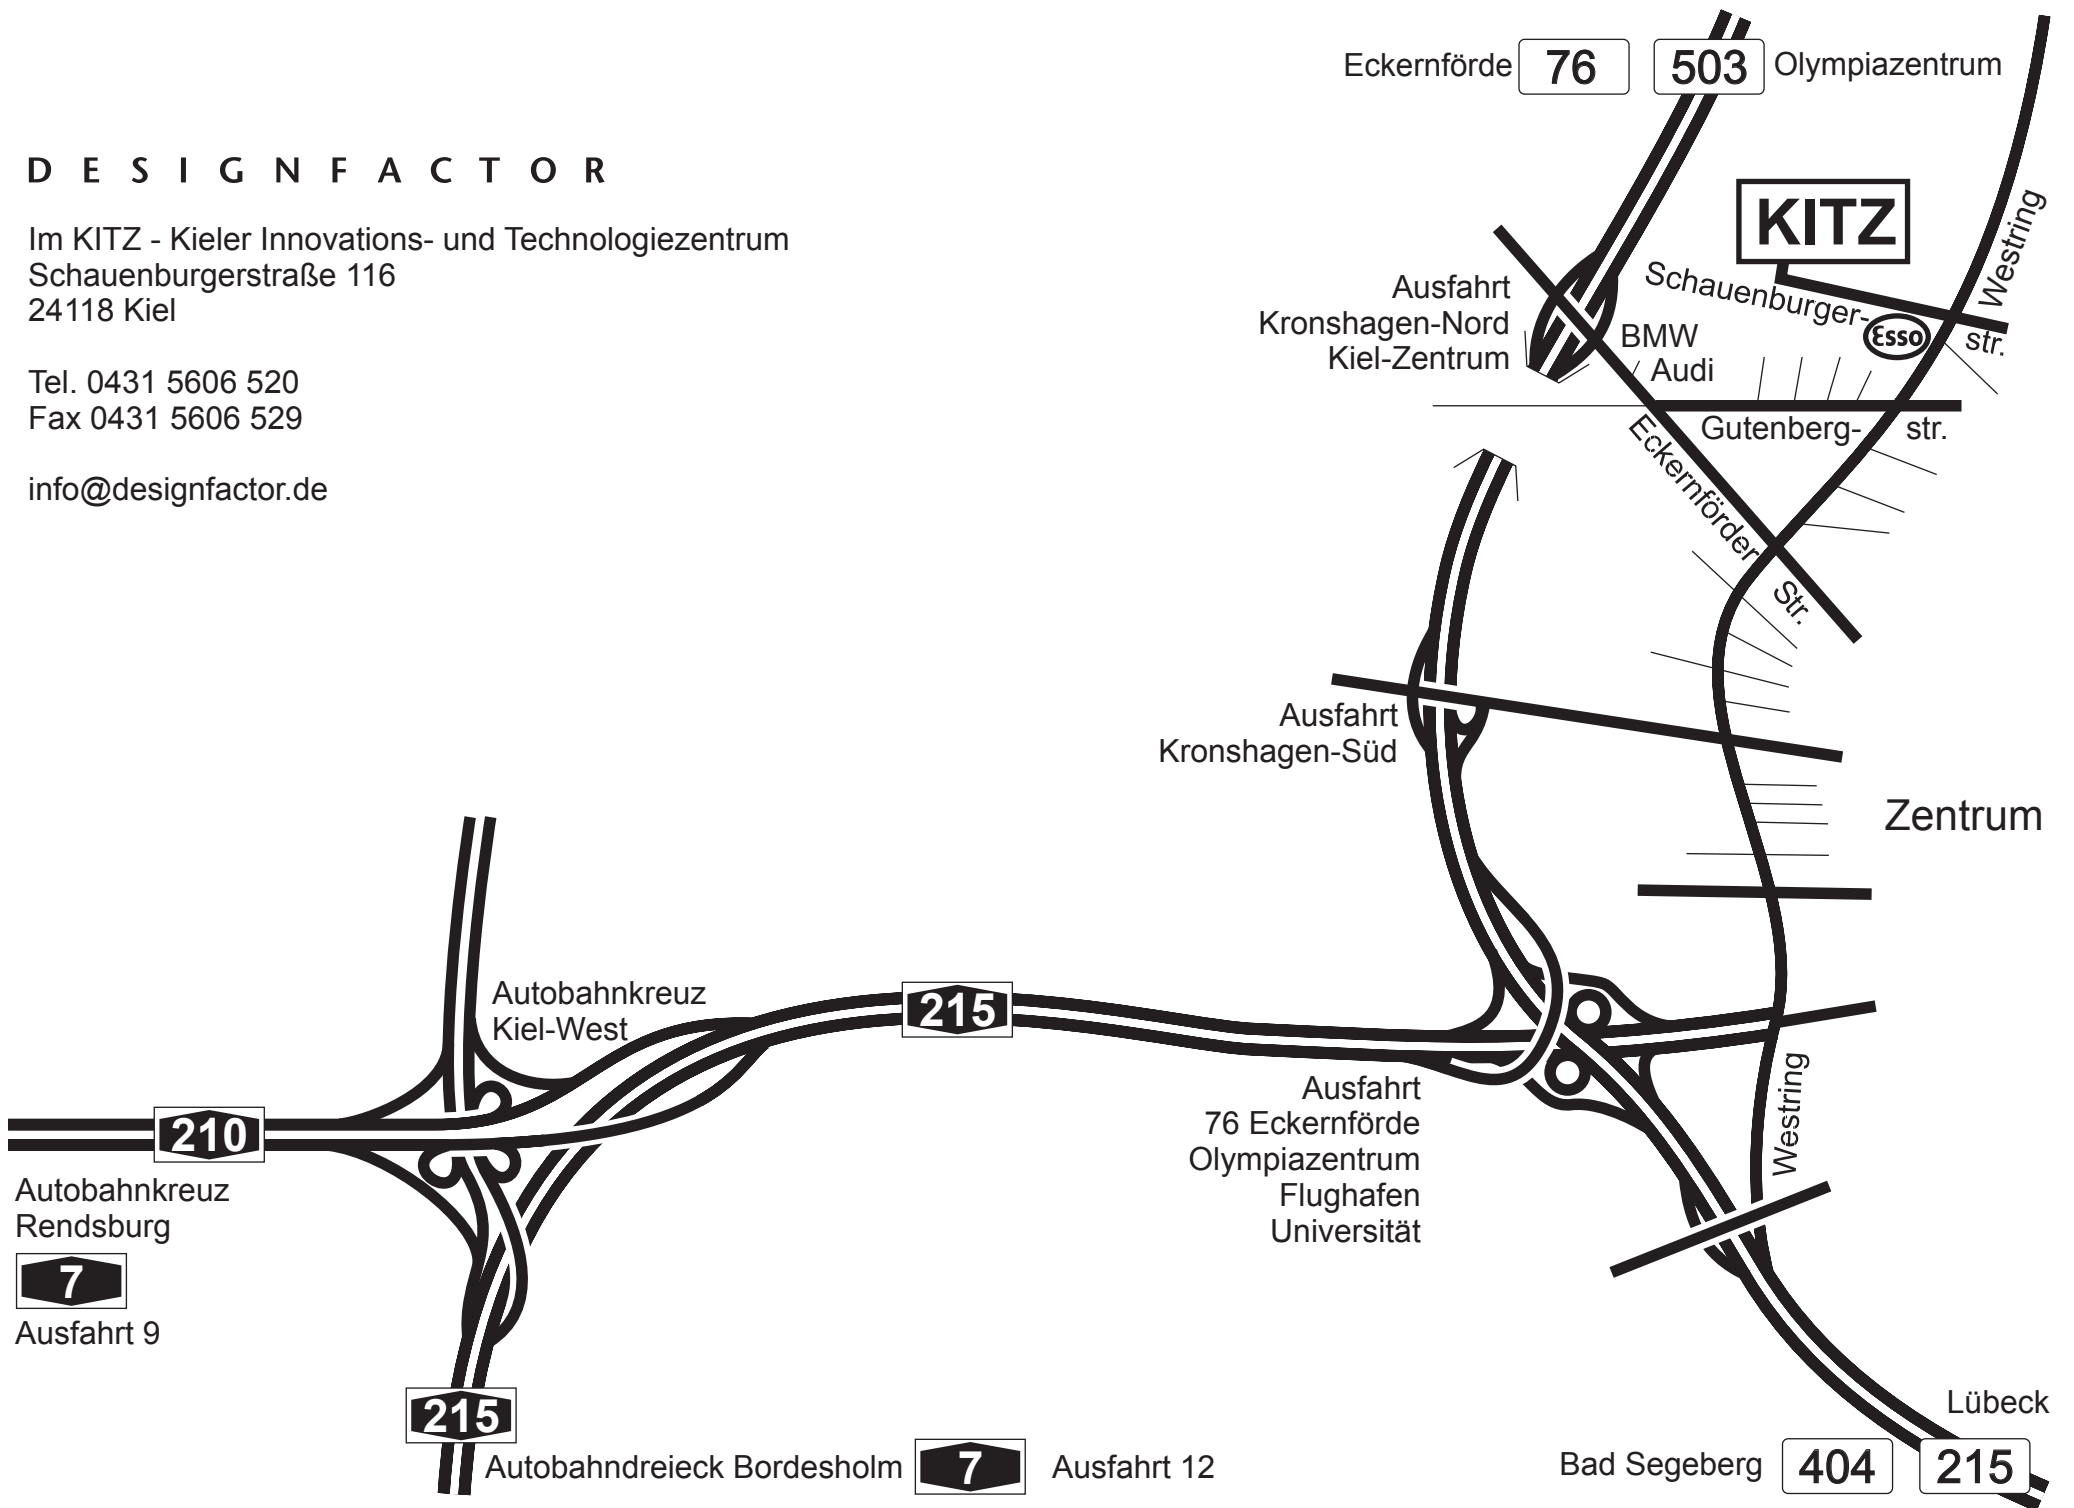 Eckernförde 76 503 Olympiazentrum
DESIGNFACTOR
Im KITZ - Kieler Innovations- und Technologiezentrum
Schauenburgerstraße 116
24118 Kiel
Tel. 0431 5606 520
Fax 0431 5606 529
info@designfactor.de
KITZ
Westring
Schauenburger-
str.
Esso
Ausfahrt
Kronshagen-Nord
Kiel-Zentrum
BMW
Audi
Gutenberg- str.
Eckernförder
Str.
Ausfahrt
Kronshagen-Süd
Zentrum
Autobahnkreuz
Kiel-West
215
Ausfahrt
76 Eckernförde
Olympiazentrum
Flughafen
Universität
Westring
210
Autobahnkreuz
Rendsburg
7
Ausfahrt 9
215
Autobahndreieck Bordesholm 7 Ausfahrt 12
Lübeck
Bad Segeberg 404 215